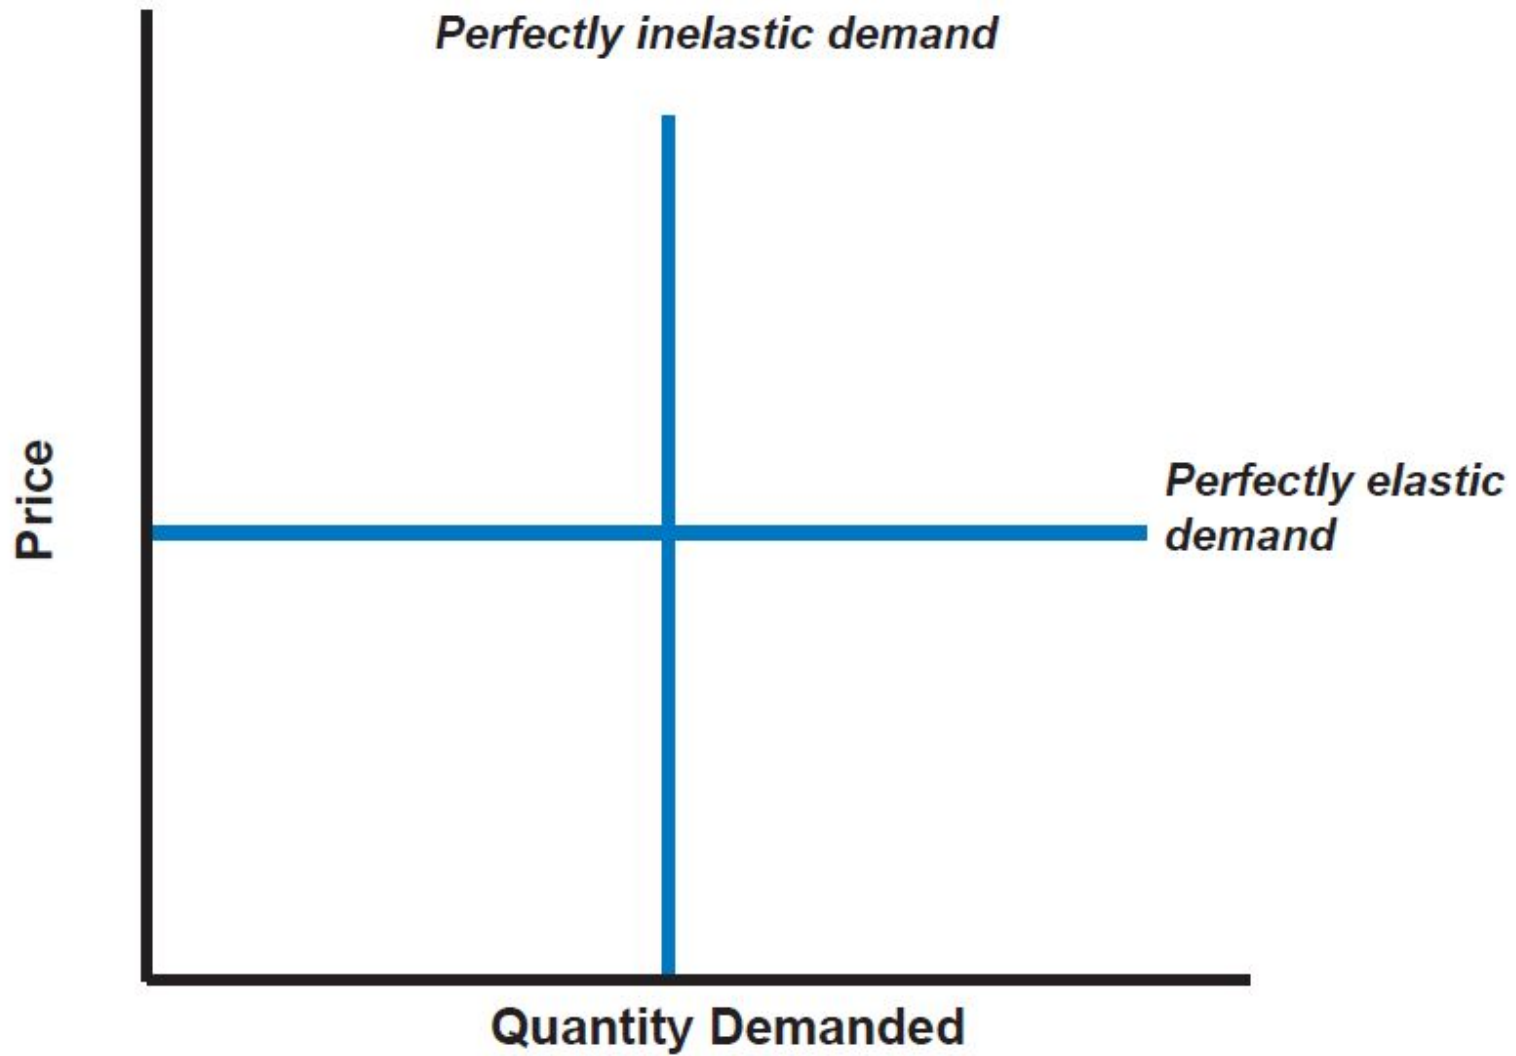 Perfectly inelastic demand
Price
Perfectly elastic
demand
Quantity Demanded